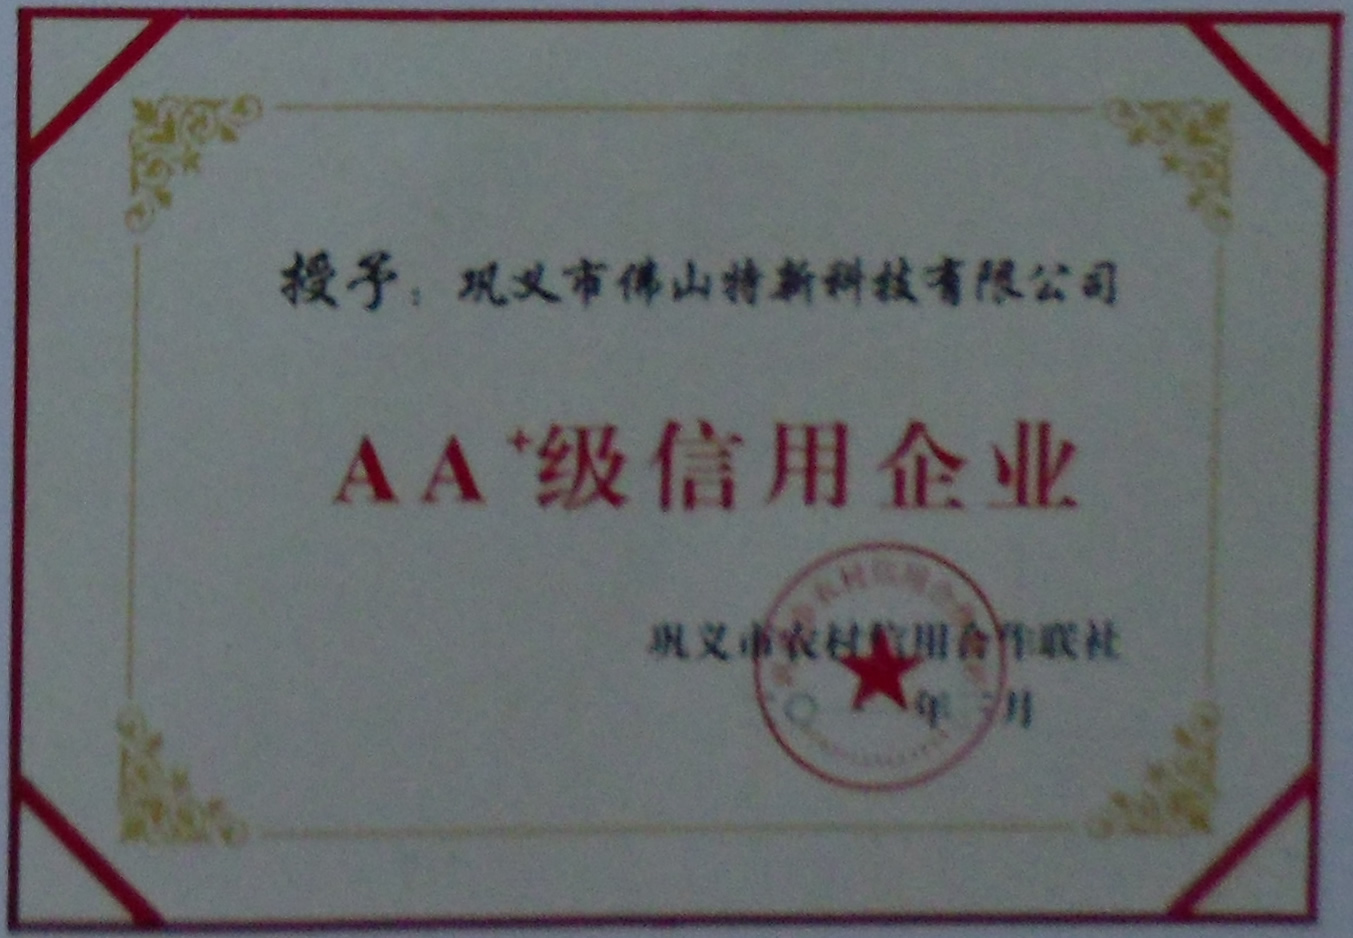 授予：巩义市佛山特新科技有限公司
AA⁺级信用企业
巩义市农村信用合作联社
年二月